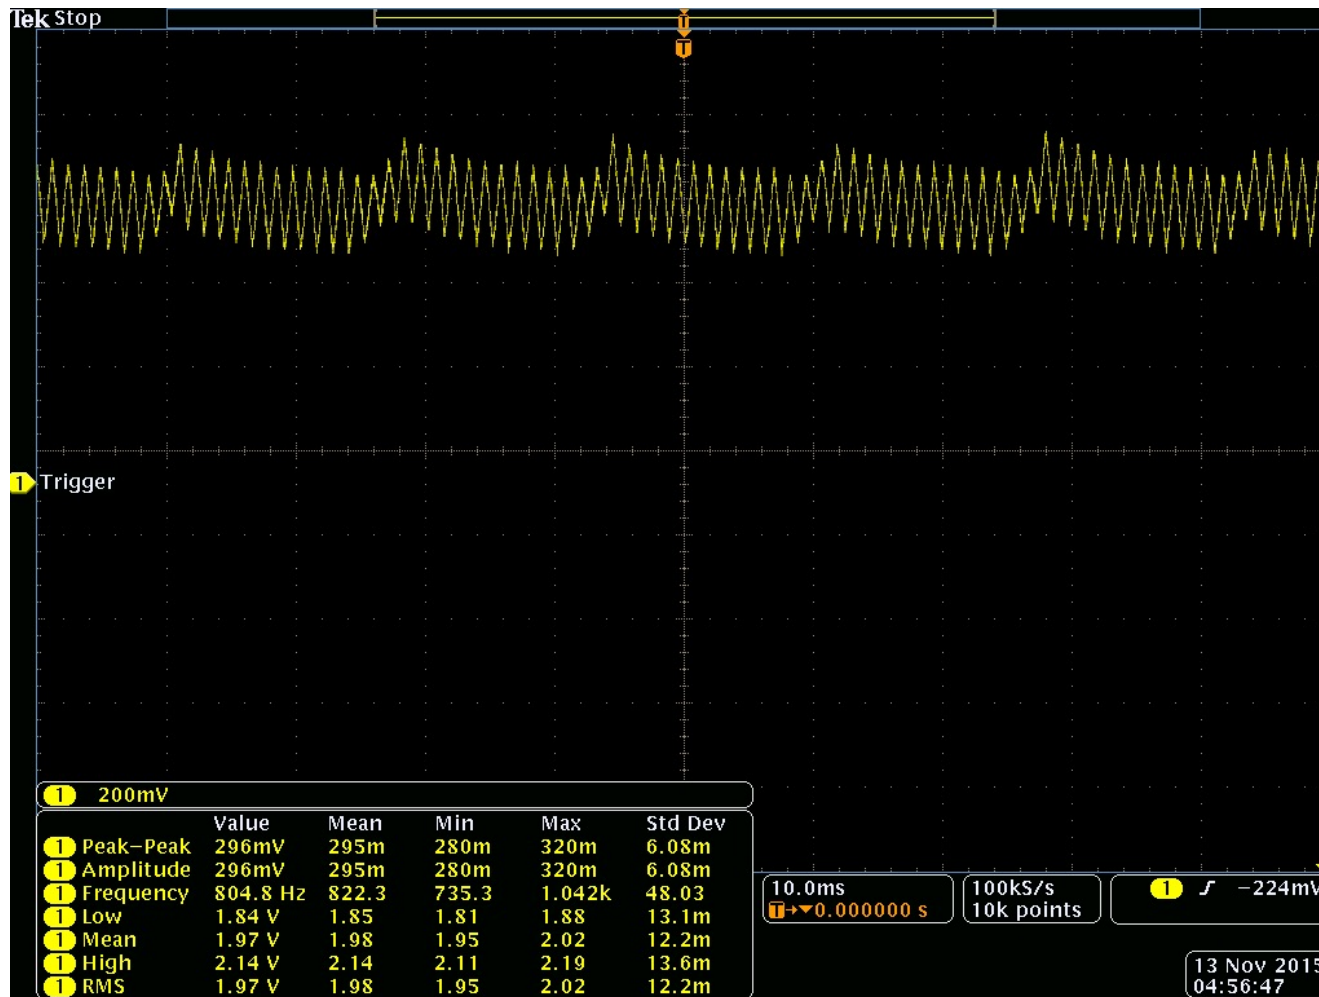 Tek Stop
T
T
1 Trigger
1 200mV
Value Mean Min Max Std Dev
1 Peak-Peak 296mV 295m 280m 320m 6.08m
1 Amplitude 296mV 295m 280m 320m 6.08m
1 Frequency 804.8 Hz 822.3 735.3 1.042k 48.03
1 Low 1.84 V 1.85 1.81 1.88 13.1m
1 Mean 1.97 V 1.98 1.95 2.02 12.2m
1 High 2.14 V 2.14 2.11 2.19 13.6m
1 RMS 1.97 V 1.98 1.95 2.02 12.2m
10.0ms
T→▼0.000000 s
100kS/s
10k points
1 ƒ -224mV
13 Nov 2015
04:56:47